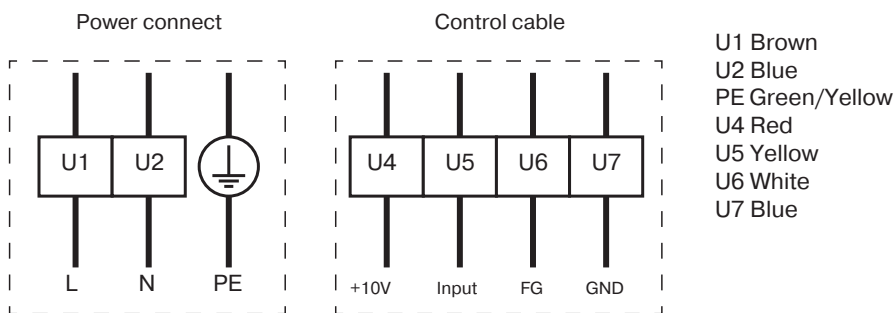 Power connect
Control cable
U1 Brown
U2 Blue
PE Green/Yellow
U4 Red
U5 Yellow
U6 White
U7 Blue
U1 U2
U4 U5 U6 U7
L N PE
+10V Input FG GND